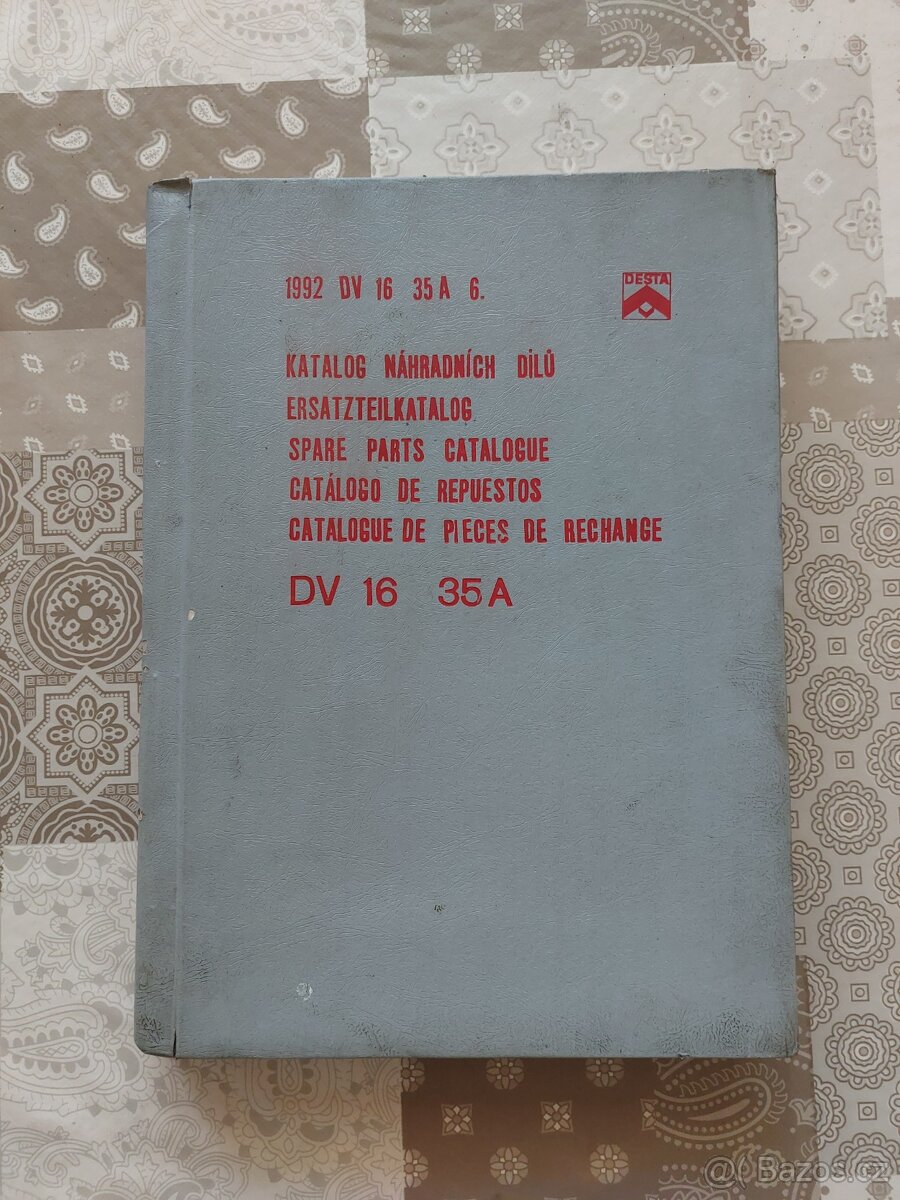 1992 DV 16 35 A 6.
DESTA
KATALOG NÁHRADNÍCH DÍLŮ
ERSATZTEILKATALOG
SPARE PARTS CATALOGUE
CATÁLOGO DE REPUESTOS
CATALOGUE DE PIECES DE RECHANGE
DV 16 35 A
@ Bazos.cz